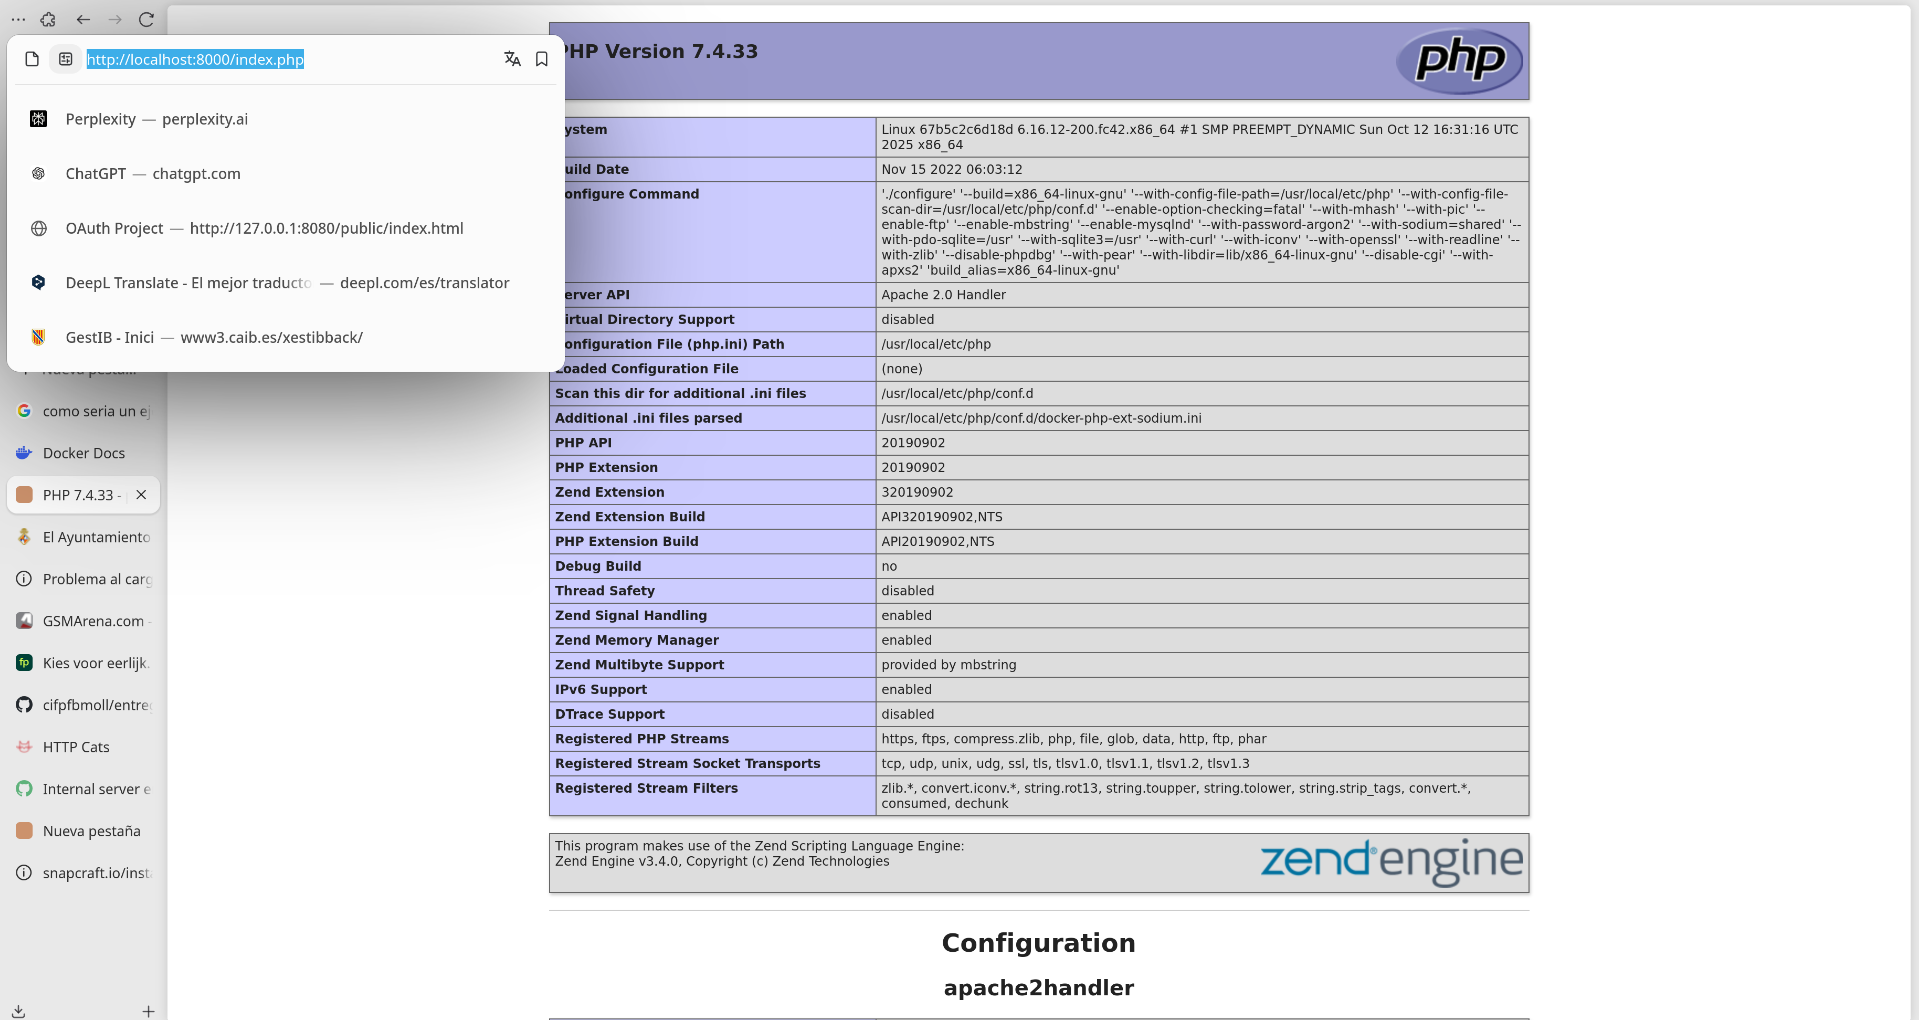 http://localhost:8000/index.php
Perplexity — perplexity.ai
ChatGPT — chatgpt.com
OAuth Project — http://127.0.0.1:8080/public/index.html
DeepL Translate - El mejor traducto — deepl.com/es/translator
GestIB - Inici — www3.caib.es/xestibback/
como seria un ej
Docker Docs
PHP 7.4.33 -
El Ayuntamiento
Problema al carg
GSMArena.com -
fp
Kies voor eerlijk.
cifpfbmoll/entre
HTTP Cats
Internal server e
Nueva pestaña
snapcraft.io/inst
PHP Version 7.4.33
php
ystem
Linux 67b5c2c6d18d 6.16.12-200.fc42.x86_64 #1 SMP PREEMPT_DYNAMIC Sun Oct 12 16:31:16 UTC
2025 x86_64
uild Date
Nov 15 2022 06:03:12
onfigure Command
'./configure' '--build=x86_64-linux-gnu' '--with-config-file-path=/usr/local/etc/php' '--with-config-file-
scan-dir=/usr/local/etc/php/conf.d' '--enable-option-checking=fatal' '--with-mhash' '--with-pic' '--
enable-ftp' '--enable-mbstring' '--enable-mysqlnd' '--with-password-argon2' '--with-sodium=shared' '--
with-pdo-sqlite=/usr' '--with-sqlite3=/usr' '--with-curl' '--with-iconv' '--with-openssl' '--with-readline' '--
with-zlib' '--disable-phpdbg' '--with-pear' '--with-libdir=lib/x86_64-linux-gnu' '--disable-cgi' '--with-
apxs2' 'build_alias=x86_64-linux-gnu'
erver API
Apache 2.0 Handler
irtual Directory Support
disabled
onfiguration File (php.ini) Path
/usr/local/etc/php
Loaded Configuration File
(none)
Scan this dir for additional .ini files
/usr/local/etc/php/conf.d
Additional .ini files parsed
/usr/local/etc/php/conf.d/docker-php-ext-sodium.ini
PHP API
20190902
PHP Extension
20190902
Zend Extension
320190902
Zend Extension Build
API320190902,NTS
PHP Extension Build
API20190902,NTS
Debug Build
no
Thread Safety
disabled
Zend Signal Handling
enabled
Zend Memory Manager
enabled
Zend Multibyte Support
provided by mbstring
IPv6 Support
enabled
DTrace Support
disabled
Registered PHP Streams
https, ftps, compress.zlib, php, file, glob, data, http, ftp, phar
Registered Stream Socket Transports
tcp, udp, unix, udg, ssl, tls, tlsv1.0, tlsv1.1, tlsv1.2, tlsv1.3
Registered Stream Filters
zlib.*, convert.iconv.*, string.rot13, string.toupper, string.tolower, string.strip_tags, convert.*,
consumed, dechunk
This program makes use of the Zend Scripting Language Engine:
Zend Engine v3.4.0, Copyright (c) Zend Technologies
zend engine
Configuration
apache2handler